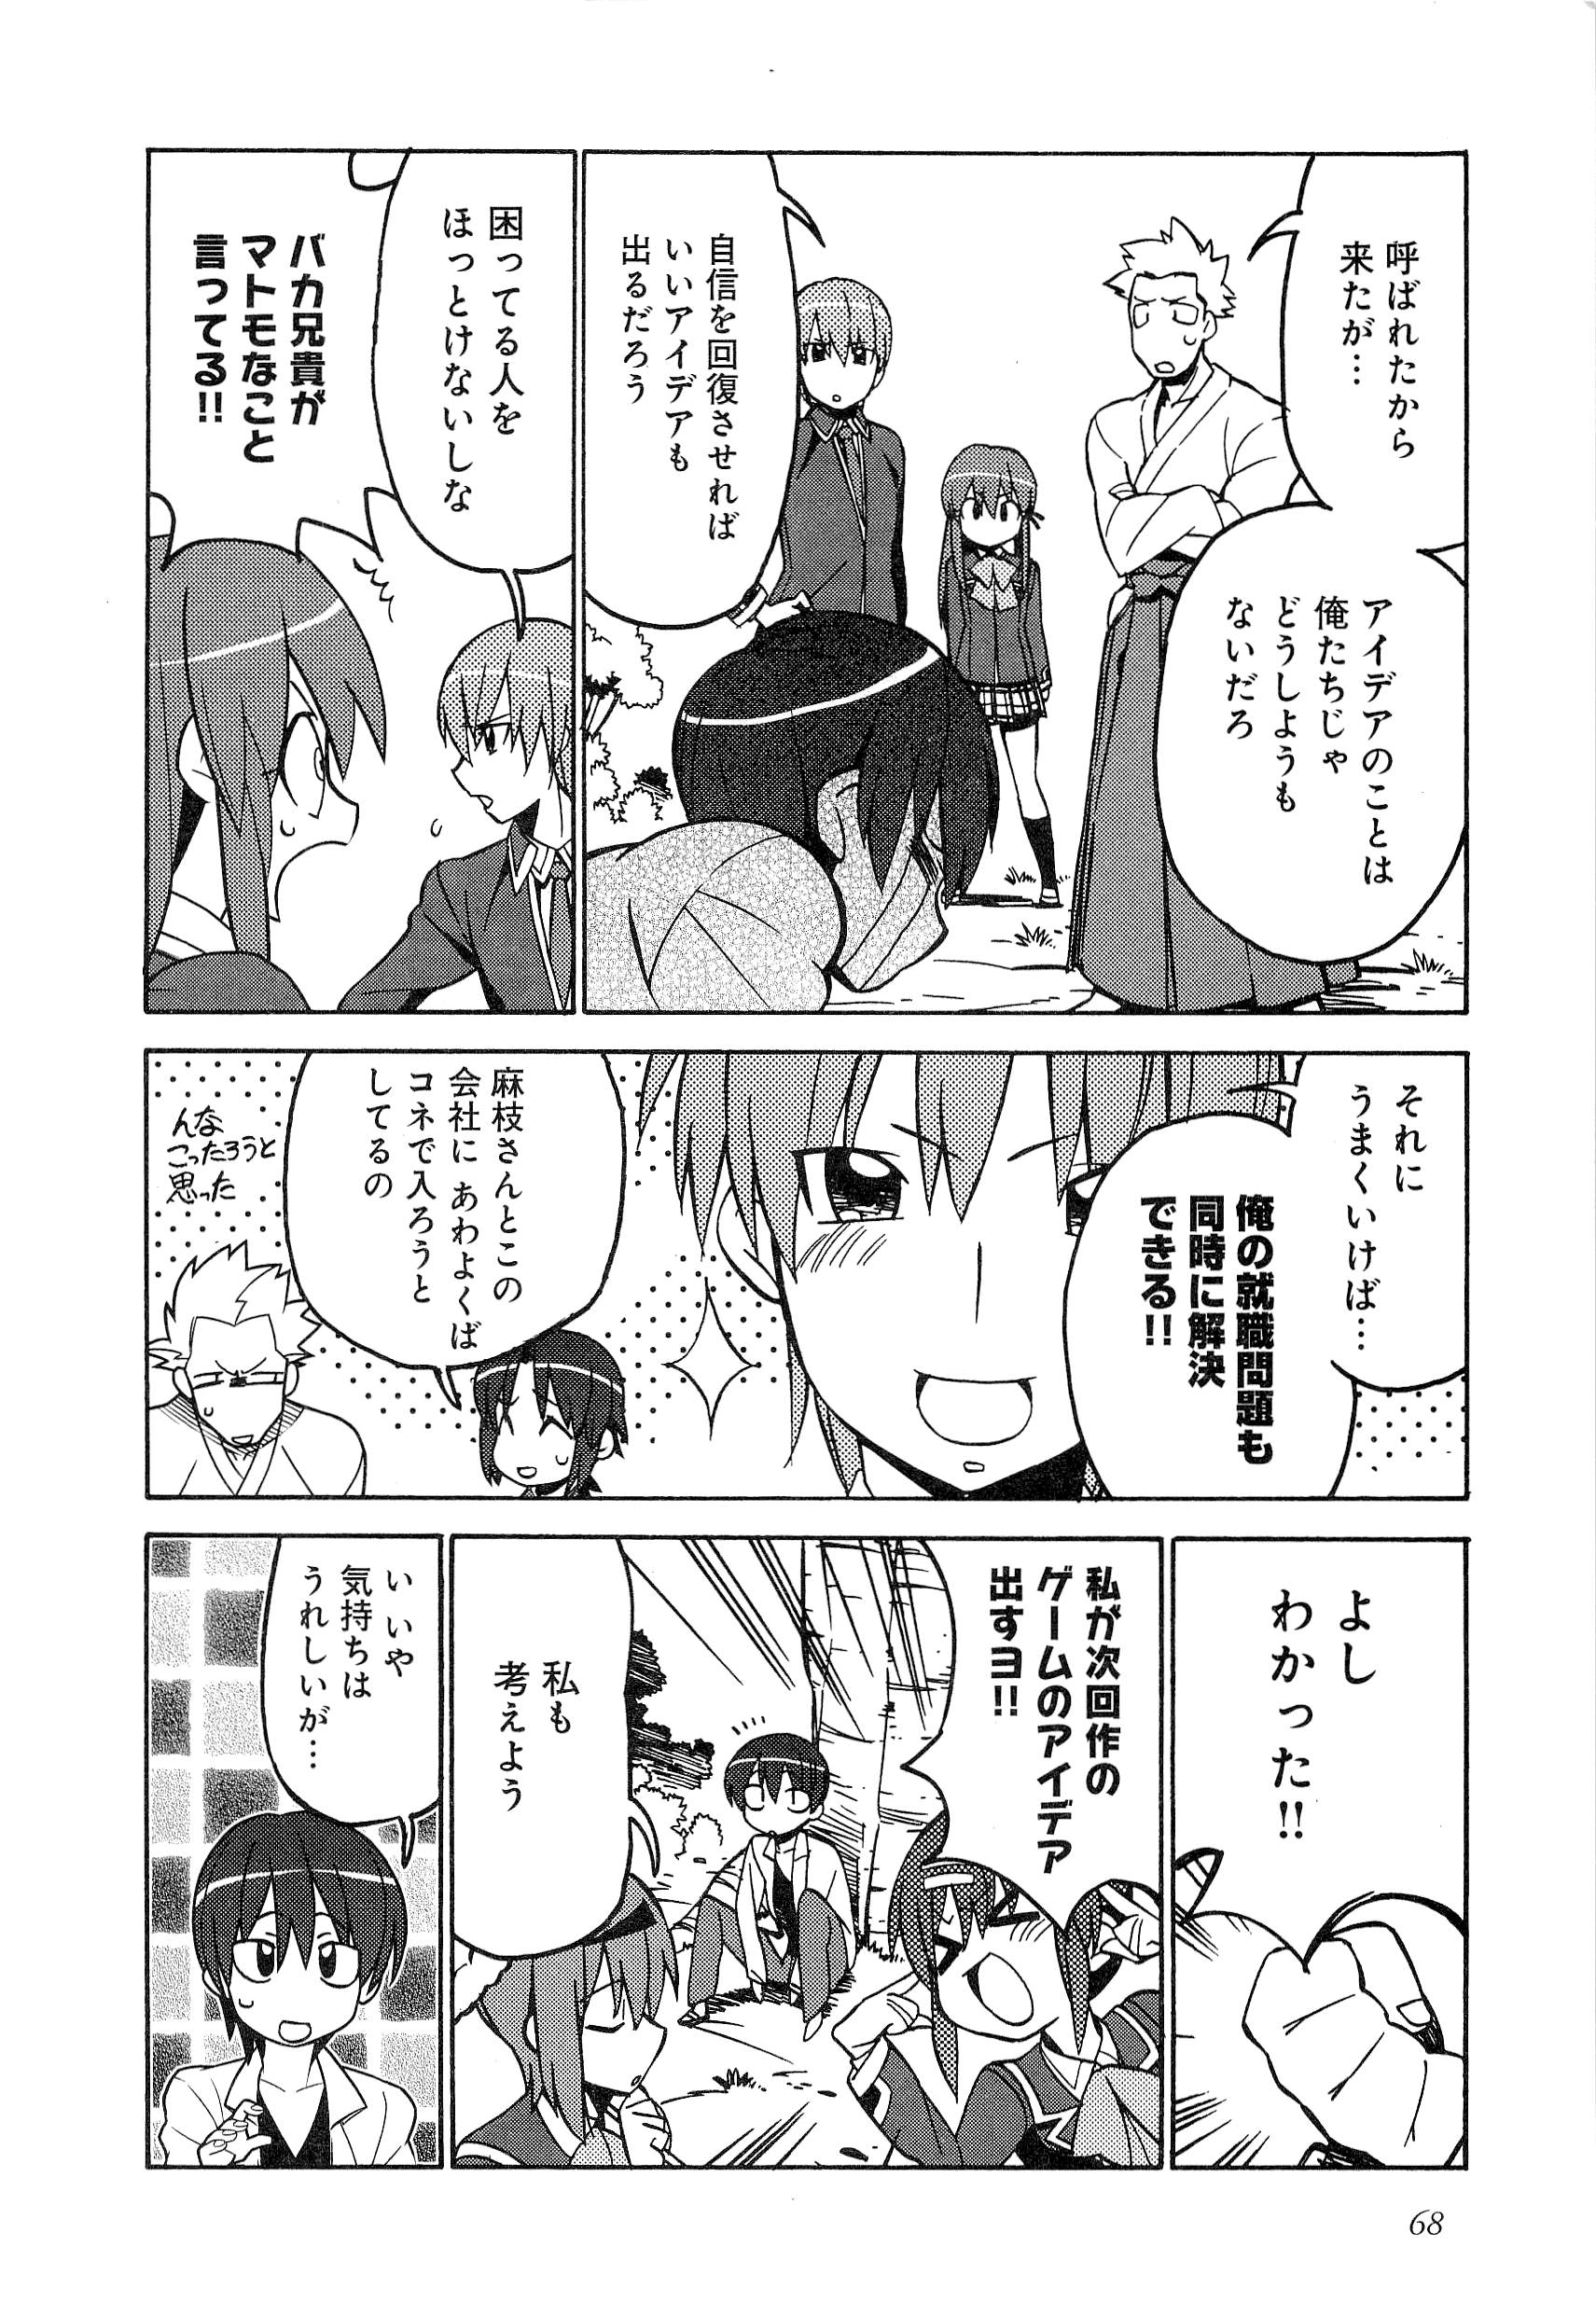 呼ばれたから
来たが…
アイデアのことは
俺たちじゃ
どうしようも
ないだろ
自信を回復させれば
いいアイデアも
出るだろう
困ってる人を
ほっとけないしな
バカ兄貴が
マトモなこと
言ってる!!
それに
うまくいけば…
俺の就職問題も
同時に解決
できる!!
麻枝さんとこの
会社に あわよくば
コネで入ろうと
してるの
んな
こったろうと
思った
よし
わかった!!
私が次回作の
ゲームのアイデア
出すヨ!!
私も
考えよう
いいや
気持ちは
うれしいが…
68